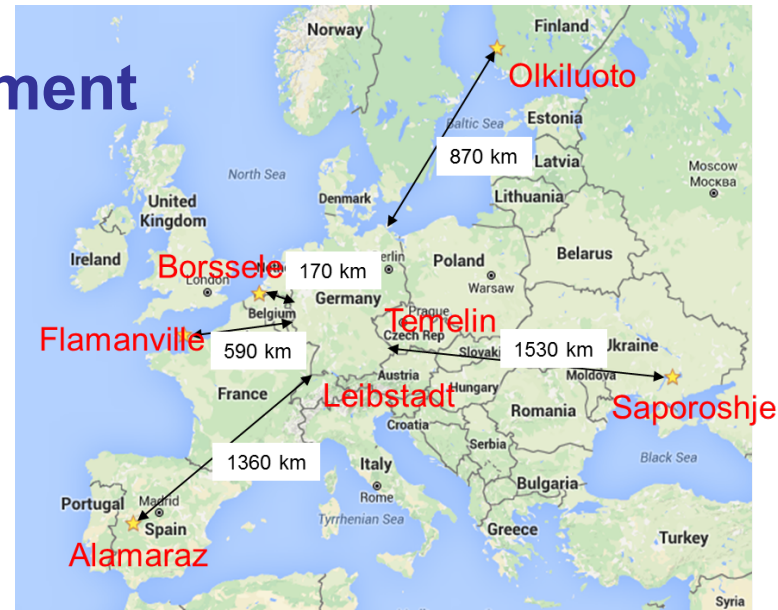 ment
Norway
Finland
Olkiluoto
Baltic Sea
Estonia
870 km
Latvia
Moscow
Москва
North Sea
Denmark
Lithuania
United
Kingdom
Ireland
Borssele
170 km
erlin
Poland
Belarus
London
Warsaw
Germany
Belgium
Prague
Temelin
Czech Rep
Flamanville
590 km
1530 km
Ukraine
Slovaki
Austria
Moldova
France
Leibstadt
Hungary
Saporoshje
Romania
Croatia
Serbia
1360 km
Italy
Black Sea
Bulgaria
Portugal
Madrid
Rome
Spain
Tyrrhenian Sea
Greece
Turkey
Alamaraz
Syria